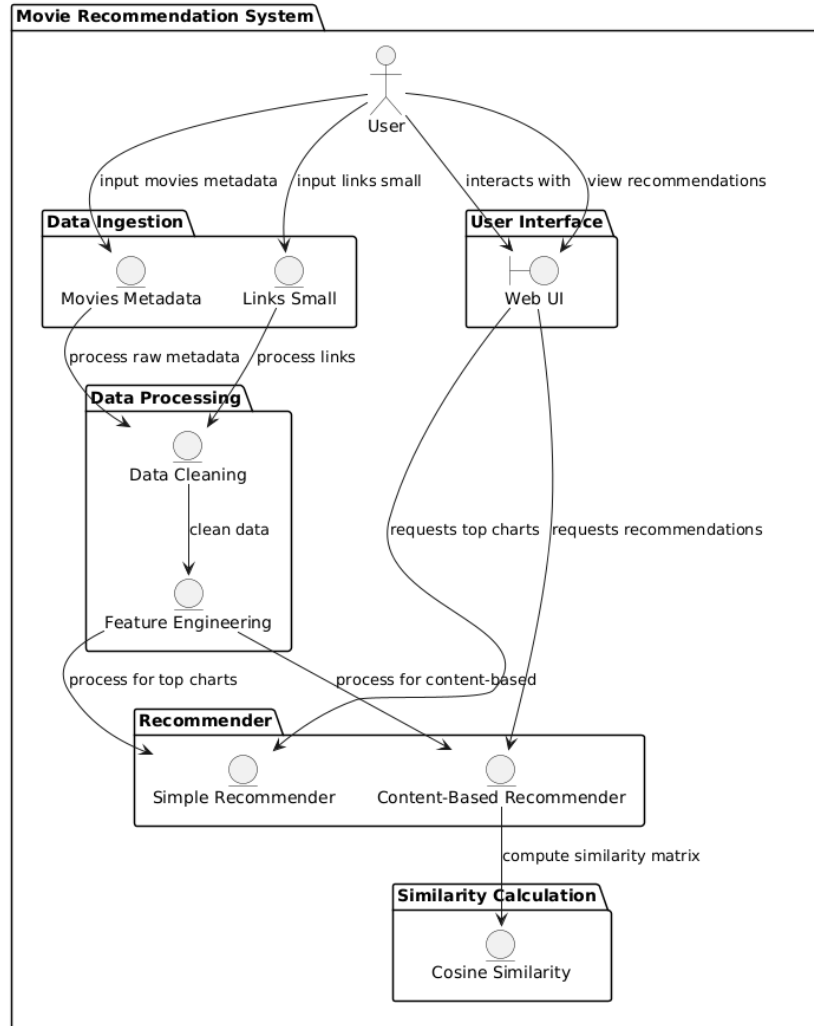 Movie Recommendation System
User
input movies metadata
input links small
interacts with
view recommendations
Data Ingestion
User Interface
Movies Metadata
Links Small
Web UI
process raw metadata
process links
Data Processing
Data Cleaning
clean data
requests top charts
requests recommendations
Feature Engineering
process for top charts
process for content-based
Recommender
Simple Recommender
Content-Based Recommender
compute similarity matrix
Similarity Calculation
Cosine Similarity